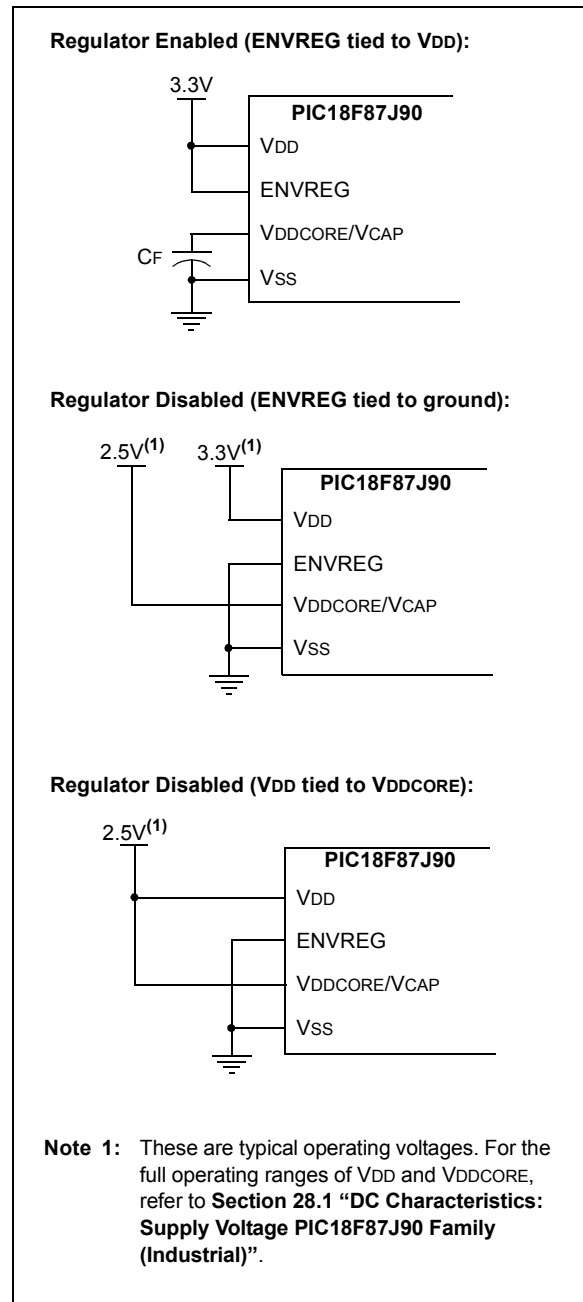 Regulator Enabled (ENVREG tied to VDD):
3.3V
PIC18F87J90
VDD
ENVREG
VDDCORE/VCAP
CF
VSS
Regulator Disabled (ENVREG tied to ground):
2.5V(1) 3.3V(1)
PIC18F87J90
VDD
ENVREG
VDDCORE/VCAP
VSS
Regulator Disabled (VDD tied to VDDCORE):
2.5V(1)
PIC18F87J90
VDD
ENVREG
VDDCORE/VCAP
VSS
Note 1: These are typical operating voltages. For the
full operating ranges of VDD and VDDCORE,
refer to Section 28.1 “DC Characteristics:
Supply Voltage PIC18F87J90 Family
(Industrial)”.